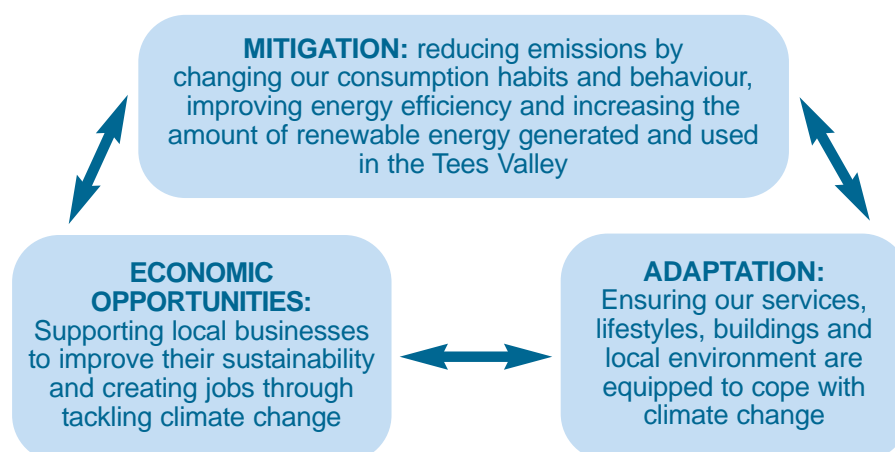 MITIGATION: reducing emissions by
changing our consumption habits and behaviour,
improving energy efficiency and increasing the
amount of renewable energy generated and used
in the Tees Valley
ECONOMIC
OPPORTUNITIES:
Supporting local businesses
to improve their sustainability
and creating jobs through
tackling climate change
ADAPTATION:
Ensuring our services,
lifestyles, buildings and
local environment are
equipped to cope with
climate change